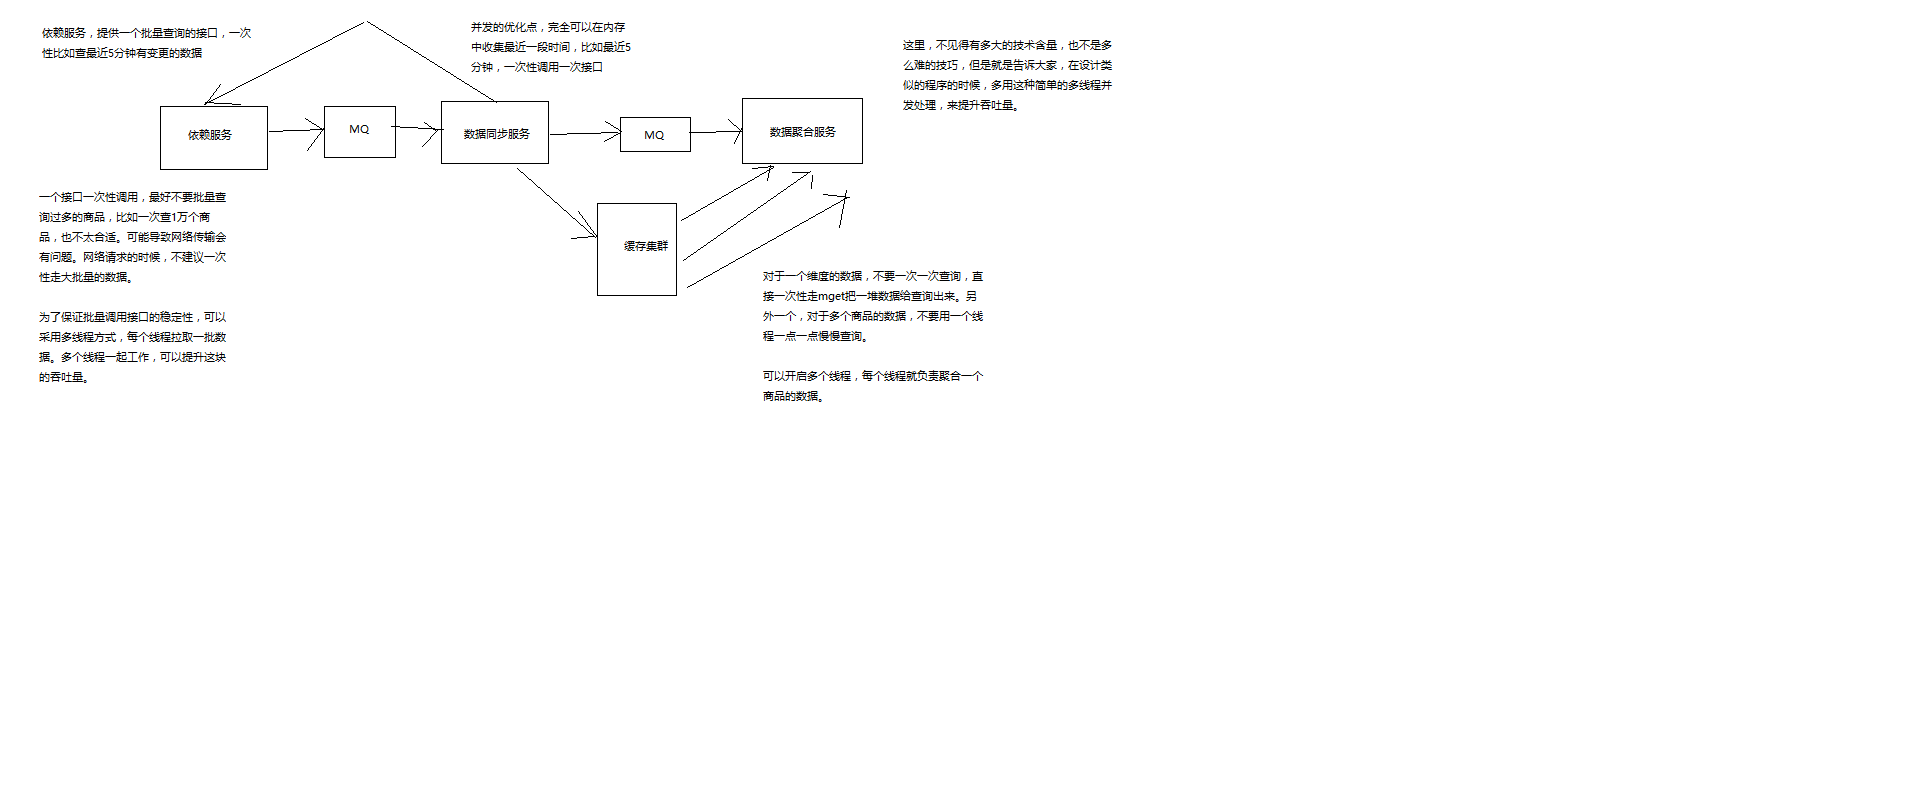 依赖服务，提供一个批量查询的接口，一次
性比如查最近5分钟有变更的数据
并发的优化点，完全可以在内存
中收集最近一段时间，比如最近5
分钟，一次性调用一次接口
这里，不见得有多大的技术含量，也不是多
么难的技巧，但是就是告诉大家，在设计类
似的程序的时候，多用这种简单的多线程并
发处理，来提升吞吐量。
依赖服务
MQ
数据同步服务
MQ
数据聚合服务
缓存集群
一个接口一次性调用，最好不要批量查
询过多的商品，比如一次查1万个商
品，也不太合适。可能导致网络传输会
有问题。网络请求的时候，不建议一次
性走大批量的数据。
为了保证批量调用接口的稳定性，可以
采用多线程方式，每个线程拉取一批数
据。多个线程一起工作，可以提升这块
的吞吐量。
对于一个维度的数据，不要一次一次查询，直
接一次性走mget把一堆数据给查询出来。另
外一个，对于多个商品的数据，不要用一个线
程一点一点慢慢查询。
可以开启多个线程，每个线程就负责聚合一个
商品的数据。